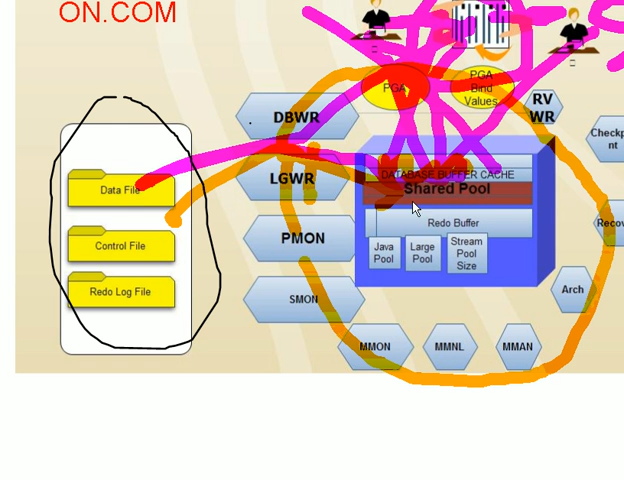 ON.COM
PGA
PGA
Bind
Values
DBWR
RV
WR
Checkp
nt
DATABASE BUFFER CACHE
Shared Pool
Data File
LGWR
Redo Buffer
PMON
Control File
Java
Pool
Large
Pool
Stream
Pool
Size
Recov
Redo Log File
SMON
Arch
MMON
MMNL
MMAN